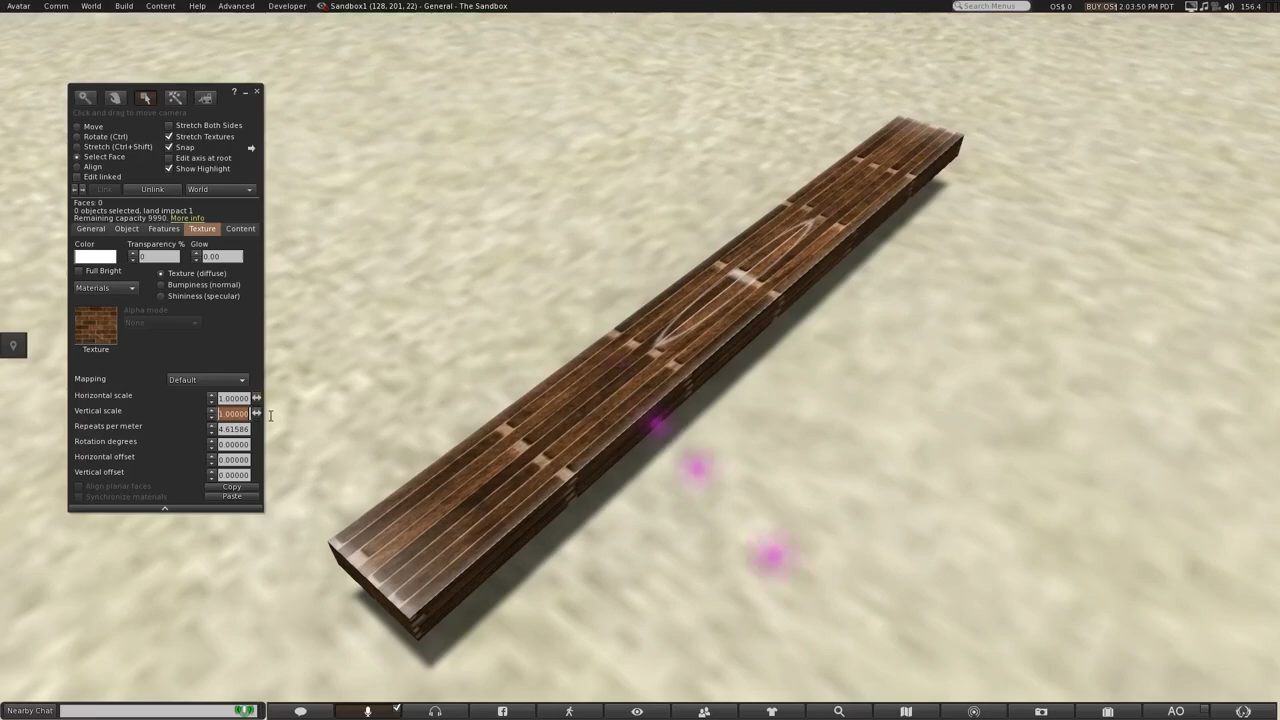 Avatar Comm World Build Content Help Advanced Developer Sandbox1 (128, 201, 22) - General - The Sandbox Search Menus OS$ 0 BUY OS$ 2:03:50 PM PDT 156.4
?
Click and drag to move camera
Move
Rotate (Ctrl)
Stretch (Ctrl+Shift)
Select Face
Align
Edit linked
Stretch Both Sides
Stretch Textures
Snap
Edit axis at root
Show Highlight
Link Unlink World
Faces: 0
0 objects selected, land impact 1
Remaining capacity 9990. More info
General Object Features Texture Content
Color Transparency % Glow
0 0.00
Full Bright
Texture (diffuse)
Materials
Bumpiness (normal)
Shininess (specular)
Alpha mode
None
Texture
Mapping Default
Horizontal scale 1.00000
Vertical scale 1.00000
Repeats per meter 4.61586
Rotation degrees 0.00000
Horizontal offset 0.00000
Vertical offset 0.00000
Align planar faces Copy
Synchronize materials Paste
Nearby Chat AO